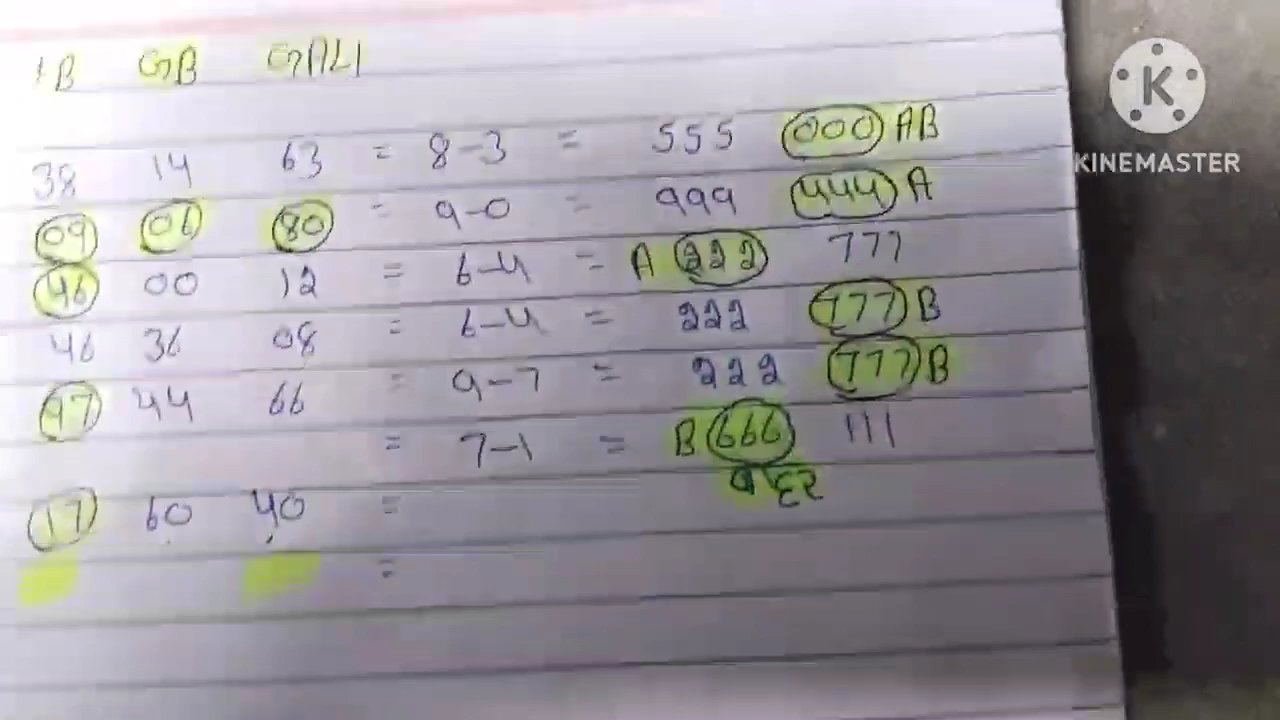 FB GB GALI
38 14 63 = 8-3 = 555 000 AB
09 06 80 = 9-0 = 999 444 A
46 00 12 = 6-4 = A 222 777
46 36 08 = 6-4 = 222 777 B
97 44 66 = 9-7 = 222 777 B
= 7-1 = B 666 111
17 60 40 =
=
K
KINEMASTER